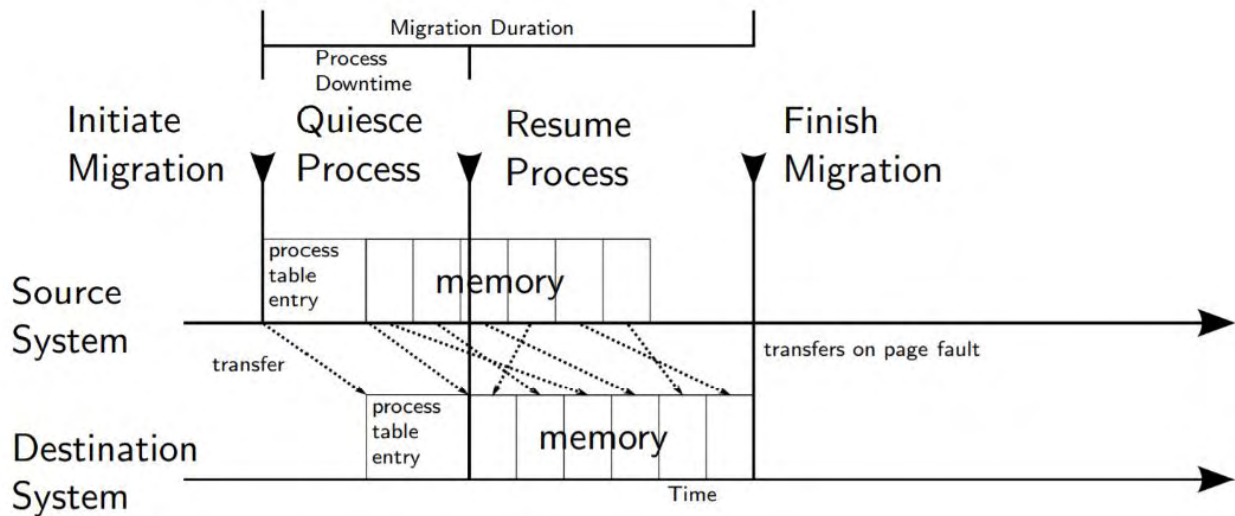 Migration Duration
Process
Downtime
Initiate
Migration
Quiesce
Process
Resume
Process
Finish
Migration
Source
System
process
table
entry
memory
transfer
transfers on page fault
Destination
System
process
table
entry
memory
Time